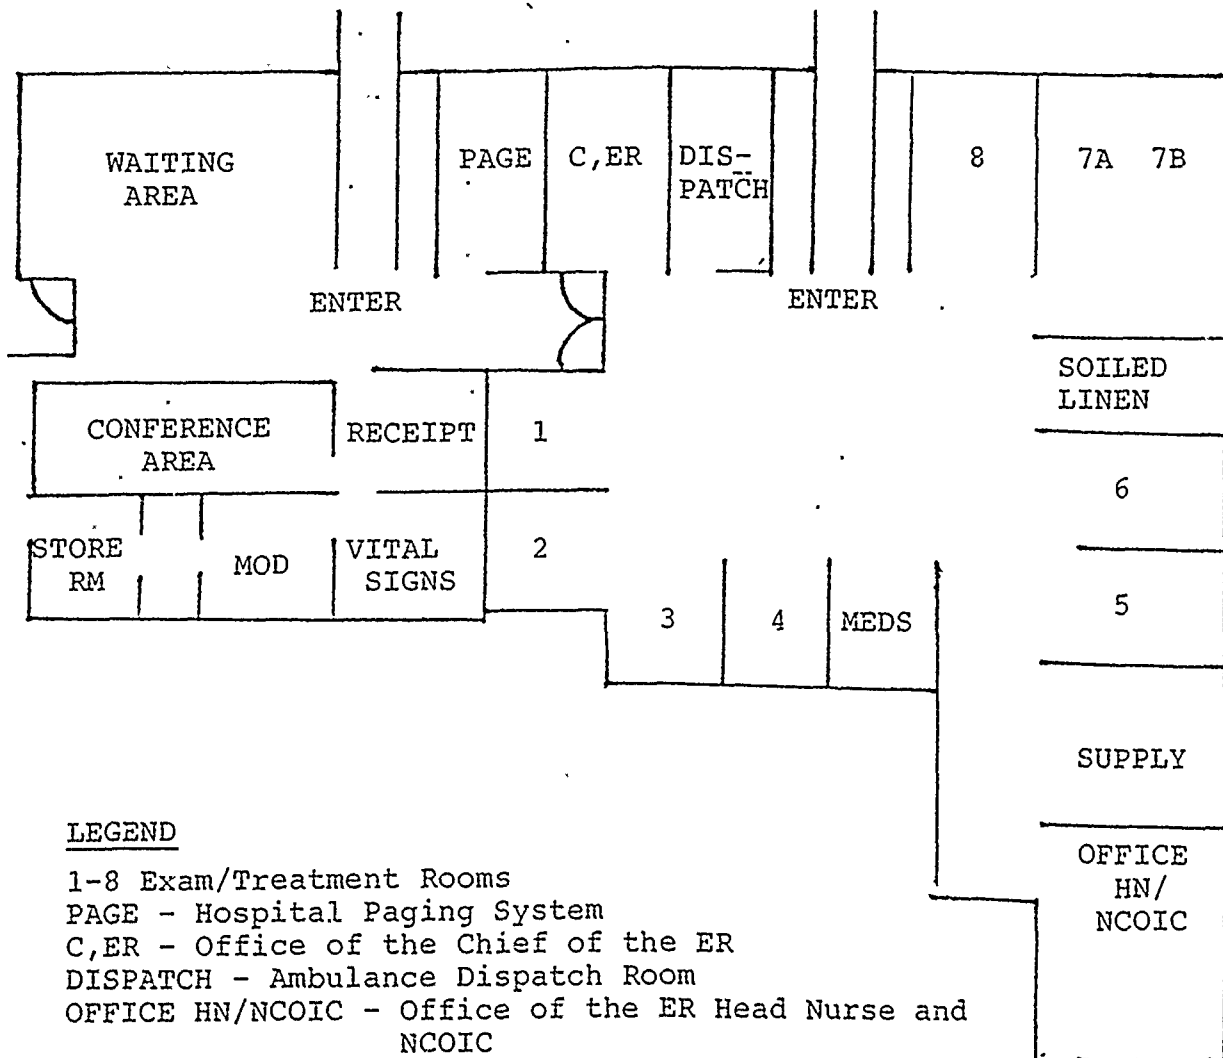 WAITING
AREA
PAGE
C,ER
DIS-
PATCH
8
7A 7B
ENTER
ENTER
SOILED
LINEN
CONFERENCE
AREA
RECEIPT
1
6
STORE
RM
MOD
VITAL
SIGNS
2
3
4
MEDS
5
SUPPLY
OFFICE
HN/
NCOIC
LEGEND
1-8 Exam/Treatment Rooms
PAGE - Hospital Paging System
C,ER - Office of the Chief of the ER
DISPATCH - Ambulance Dispatch Room
OFFICE HN/NCOIC - Office of the ER Head Nurse and
NCOIC